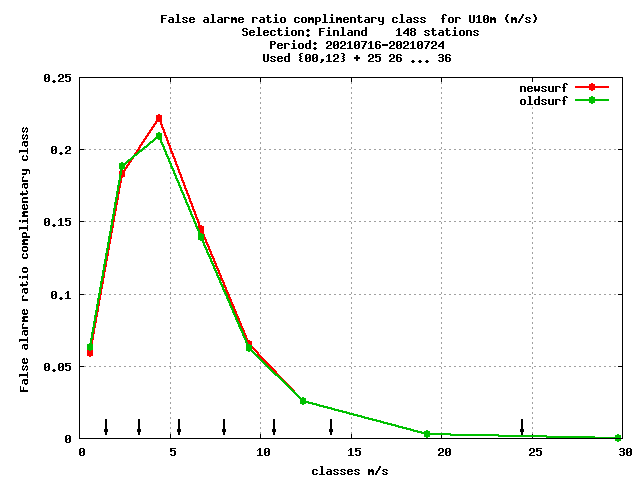 False alarme ratio complimentary class  for U10m (m/s)
Selection: Finland    148 stations
Period: 20210716-20210724
Used {00,12} + 25 26 ... 36
newsurf
oldsurf
False alarme ratio complimentary class
0.25
0.2
0.15
0.1
0.05
0
0 5 10 15 20 25 30
classes m/s